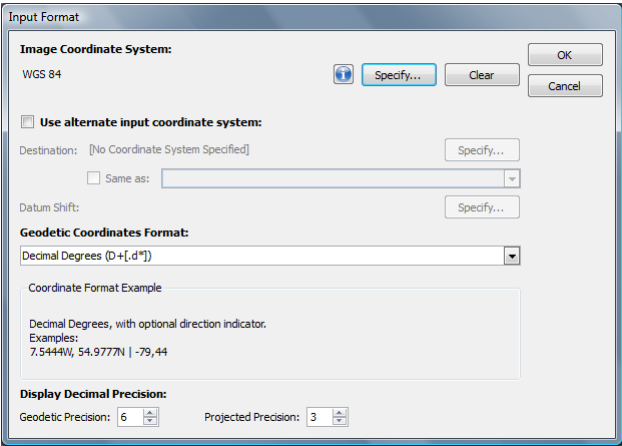 Input Format
Image Coordinate System:
WGS 84
Specify...
Clear
OK
Cancel
Use alternate input coordinate system:
Destination: [No Coordinate System Specified]
Specify...
Same as:
Datum Shift:
Specify...
Geodetic Coordinates Format:
Decimal Degrees (D+[.d*])
Coordinate Format Example
Decimal Degrees, with optional direction indicator.
Examples:
7.5444W, 54.9777N | -79,44
Display Decimal Precision:
Geodetic Precision: 6
Projected Precision: 3